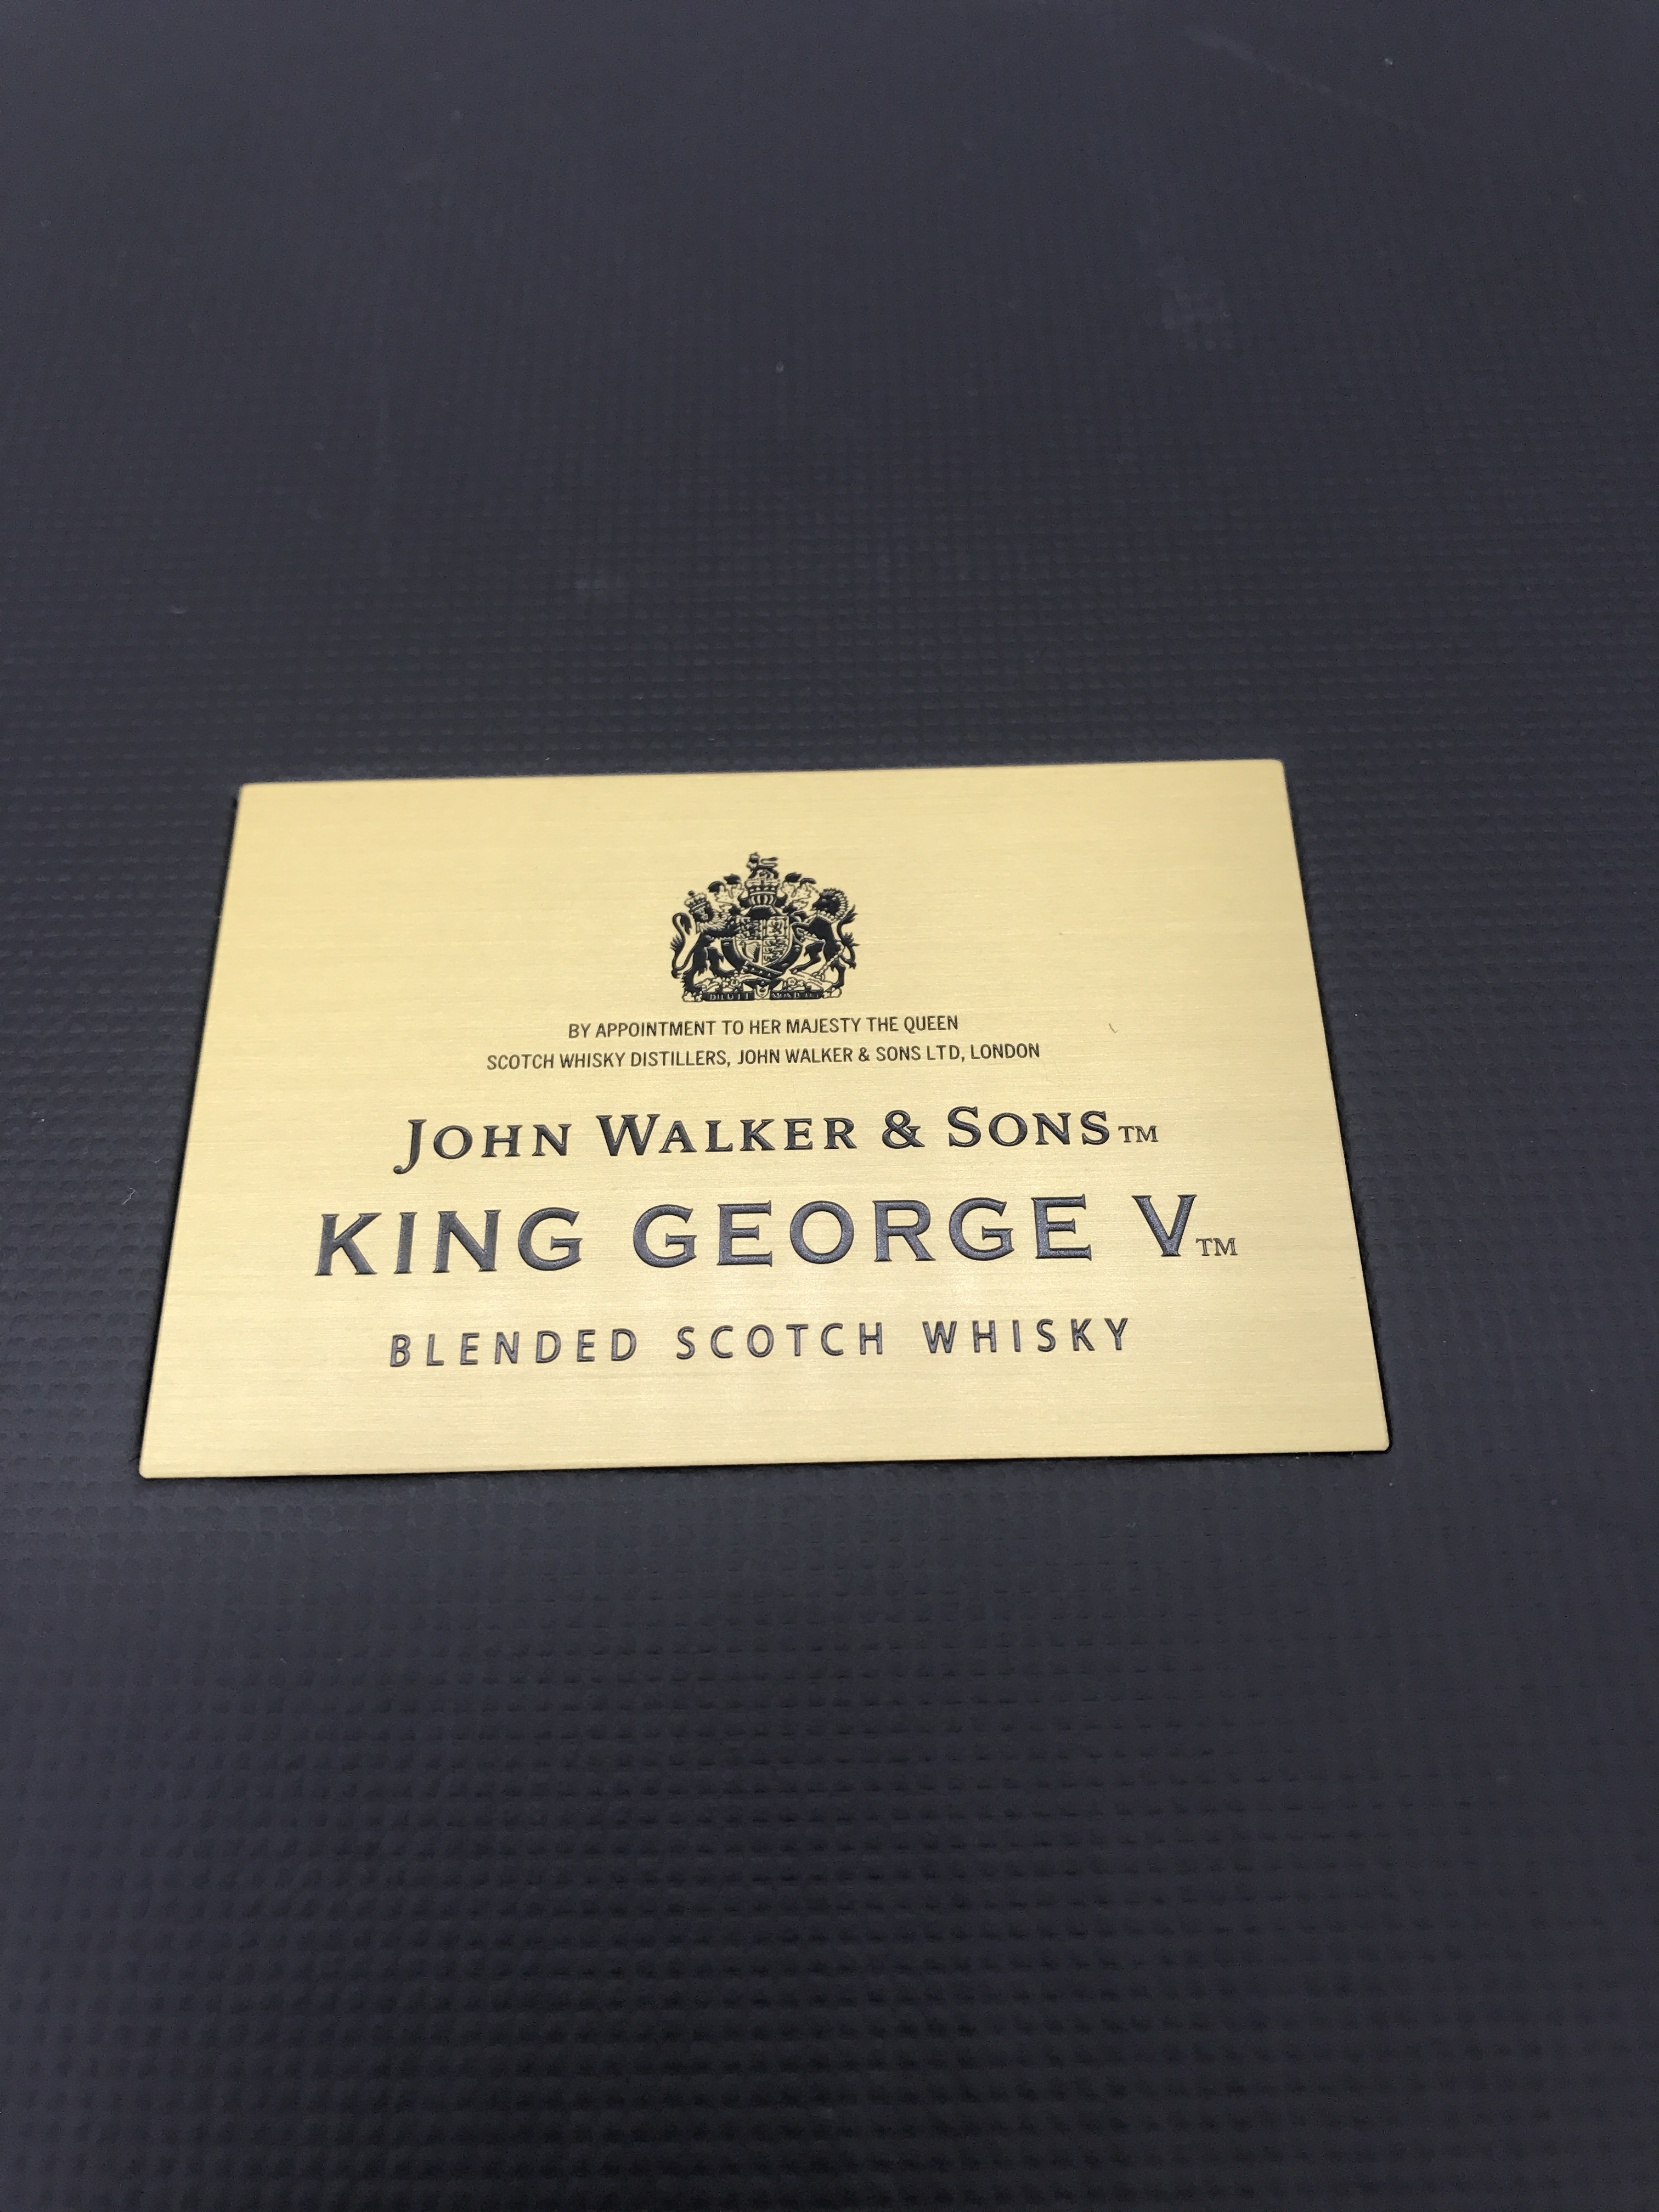 BY APPOINTMENT TO HER MAJESTY THE QUEEN
SCOTCH WHISKY DISTILLERS, JOHN WALKER & SONS LTD, LONDON
JOHN WALKER & SONS™
KING GEORGE V™
BLENDED SCOTCH WHISKY